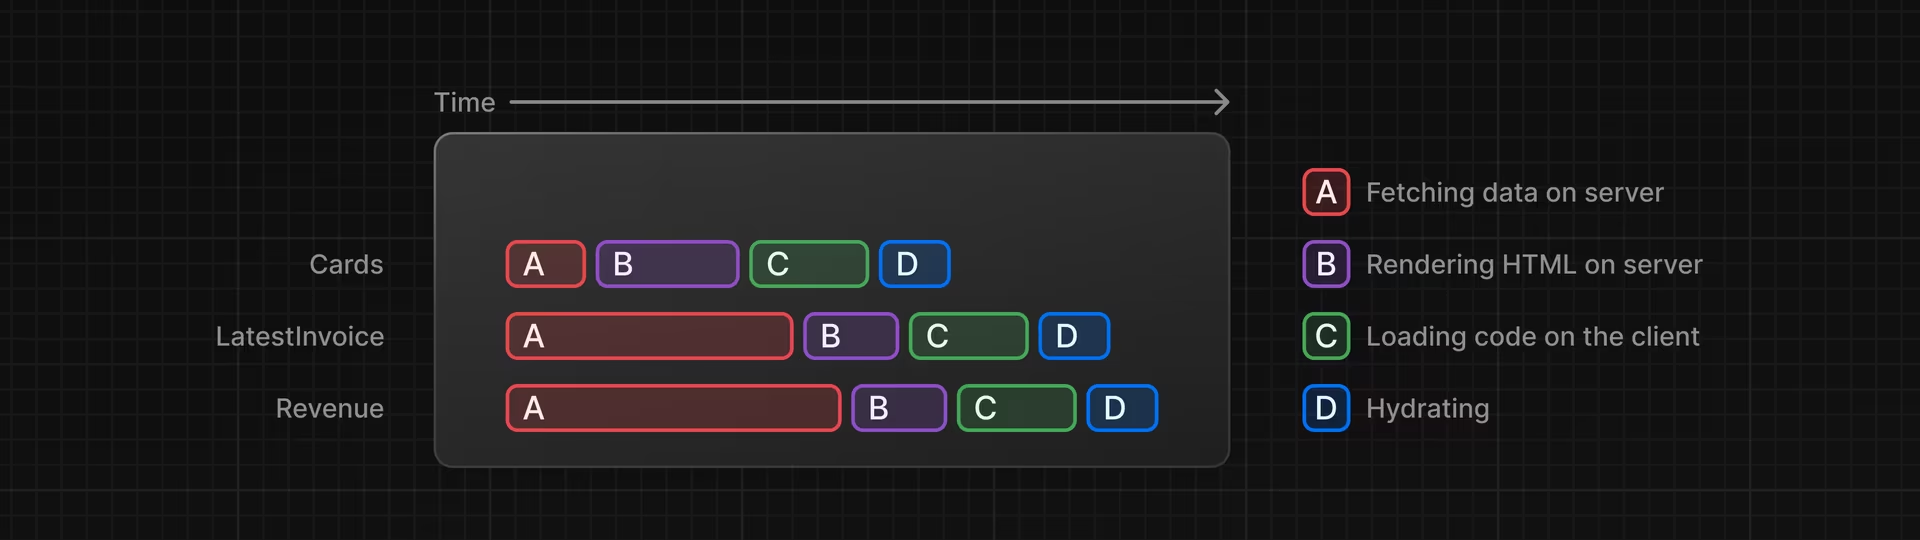 Time
Cards
A B C D
LatestInvoice
A B C D
Revenue
A B C D
A Fetching data on server
B Rendering HTML on server
C Loading code on the client
D Hydrating